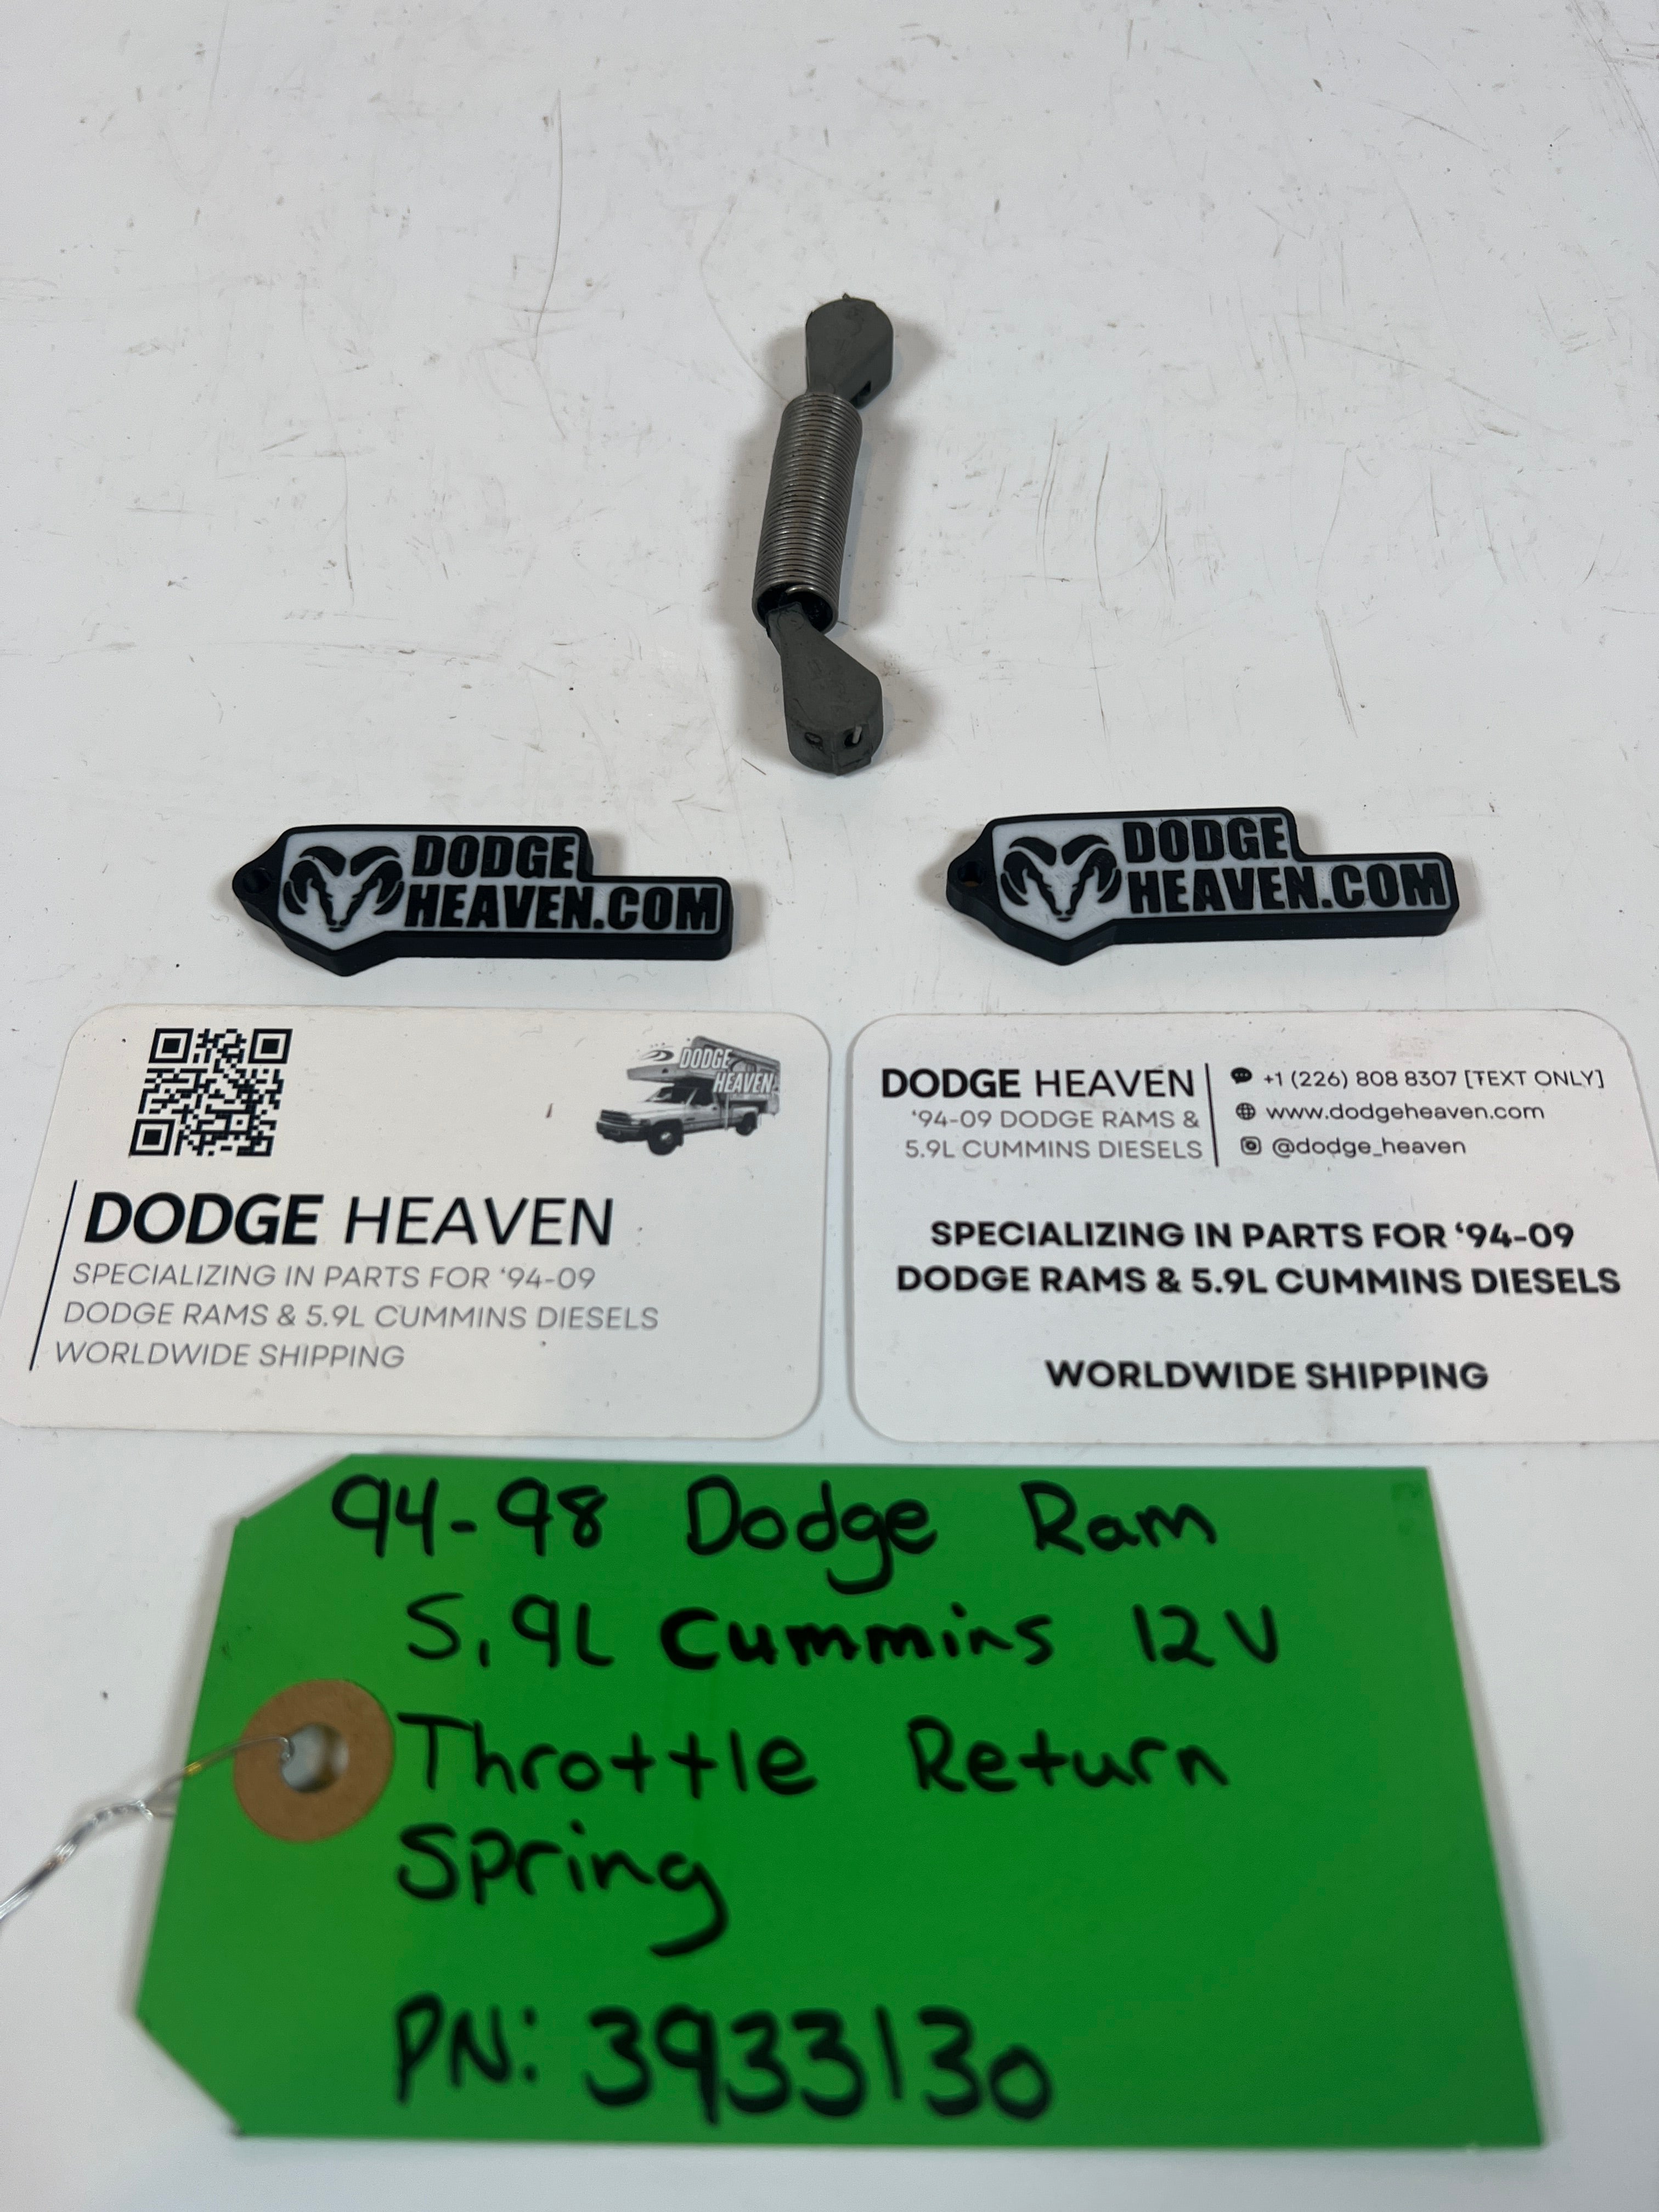 DODGE
HEAVEN.COM
DODGE
HEAVEN.COM
DODGE
HEAVEN
DODGE HEAVEN
SPECIALIZING IN PARTS FOR ‘94-09
DODGE RAMS & 5.9L CUMMINS DIESELS
WORLDWIDE SHIPPING
DODGE HEAVEN
‘94-09 DODGE RAMS &
5.9L CUMMINS DIESELS
+1 (226) 808 8307 [TEXT ONLY]
www.dodgeheaven.com
@dodge_heaven
SPECIALIZING IN PARTS FOR ‘94-09
DODGE RAMS & 5.9L CUMMINS DIESELS
WORLDWIDE SHIPPING
94-98 Dodge Ram
5.9L Cummins 12V
Throttle Return
Spring
PN: 3933130